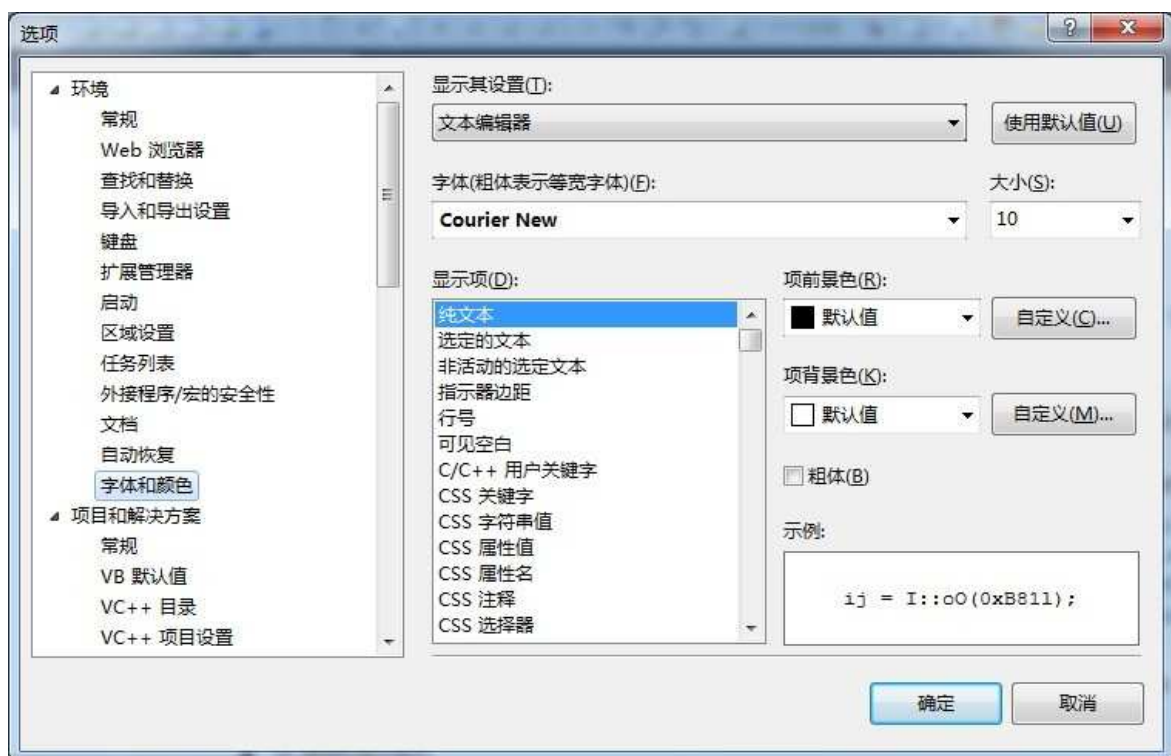 选项
环境
常规
Web 浏览器
查找和替换
导入和导出设置
键盘
扩展管理器
启动
区域设置
任务列表
外接程序/宏的安全性
文档
自动恢复
字体和颜色
项目和解决方案
常规
VB 默认值
VC++ 目录
VC++ 项目设置
显示其设置(T):
文本编辑器
使用默认值(U)
字体(粗体表示等宽字体)(F):
大小(S):
Courier New
10
显示项(D):
纯文本
选定的文本
非活动的选定文本
指示器边距
行号
可见空白
C/C++ 用户关键字
CSS 关键字
CSS 字符串值
CSS 属性值
CSS 属性名
CSS 注释
CSS 选择器
项前景色(R):
默认值
自定义(C)...
项背景色(K):
默认值
自定义(M)...
粗体(B)
示例:
ij = I::oO(0xB81l);
确定
取消